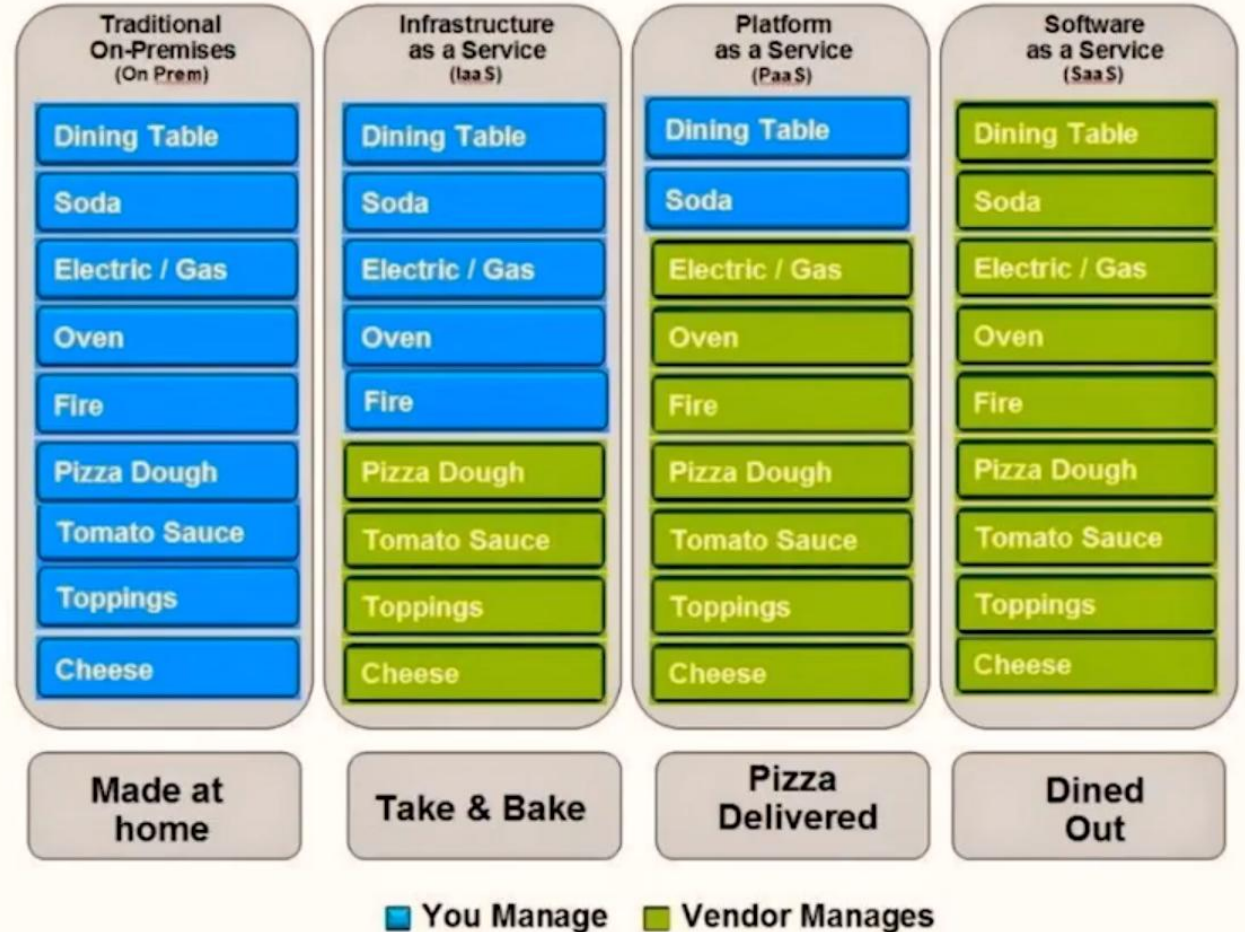 Traditional
On-Premises
(On Prem)
Dining Table
Soda
Electric / Gas
Oven
Fire
Pizza Dough
Tomato Sauce
Toppings
Cheese
Made at
home
Infrastructure
as a Service
(IaaS)
Dining Table
Soda
Electric / Gas
Oven
Fire
Pizza Dough
Tomato Sauce
Toppings
Cheese
Take & Bake
Platform
as a Service
(PaaS)
Dining Table
Soda
Electric / Gas
Oven
Fire
Pizza Dough
Tomato Sauce
Toppings
Cheese
Pizza
Delivered
Software
as a Service
(SaaS)
Dining Table
Soda
Electric / Gas
Oven
Fire
Pizza Dough
Tomato Sauce
Toppings
Cheese
Dined
Out
You Manage
Vendor Manages